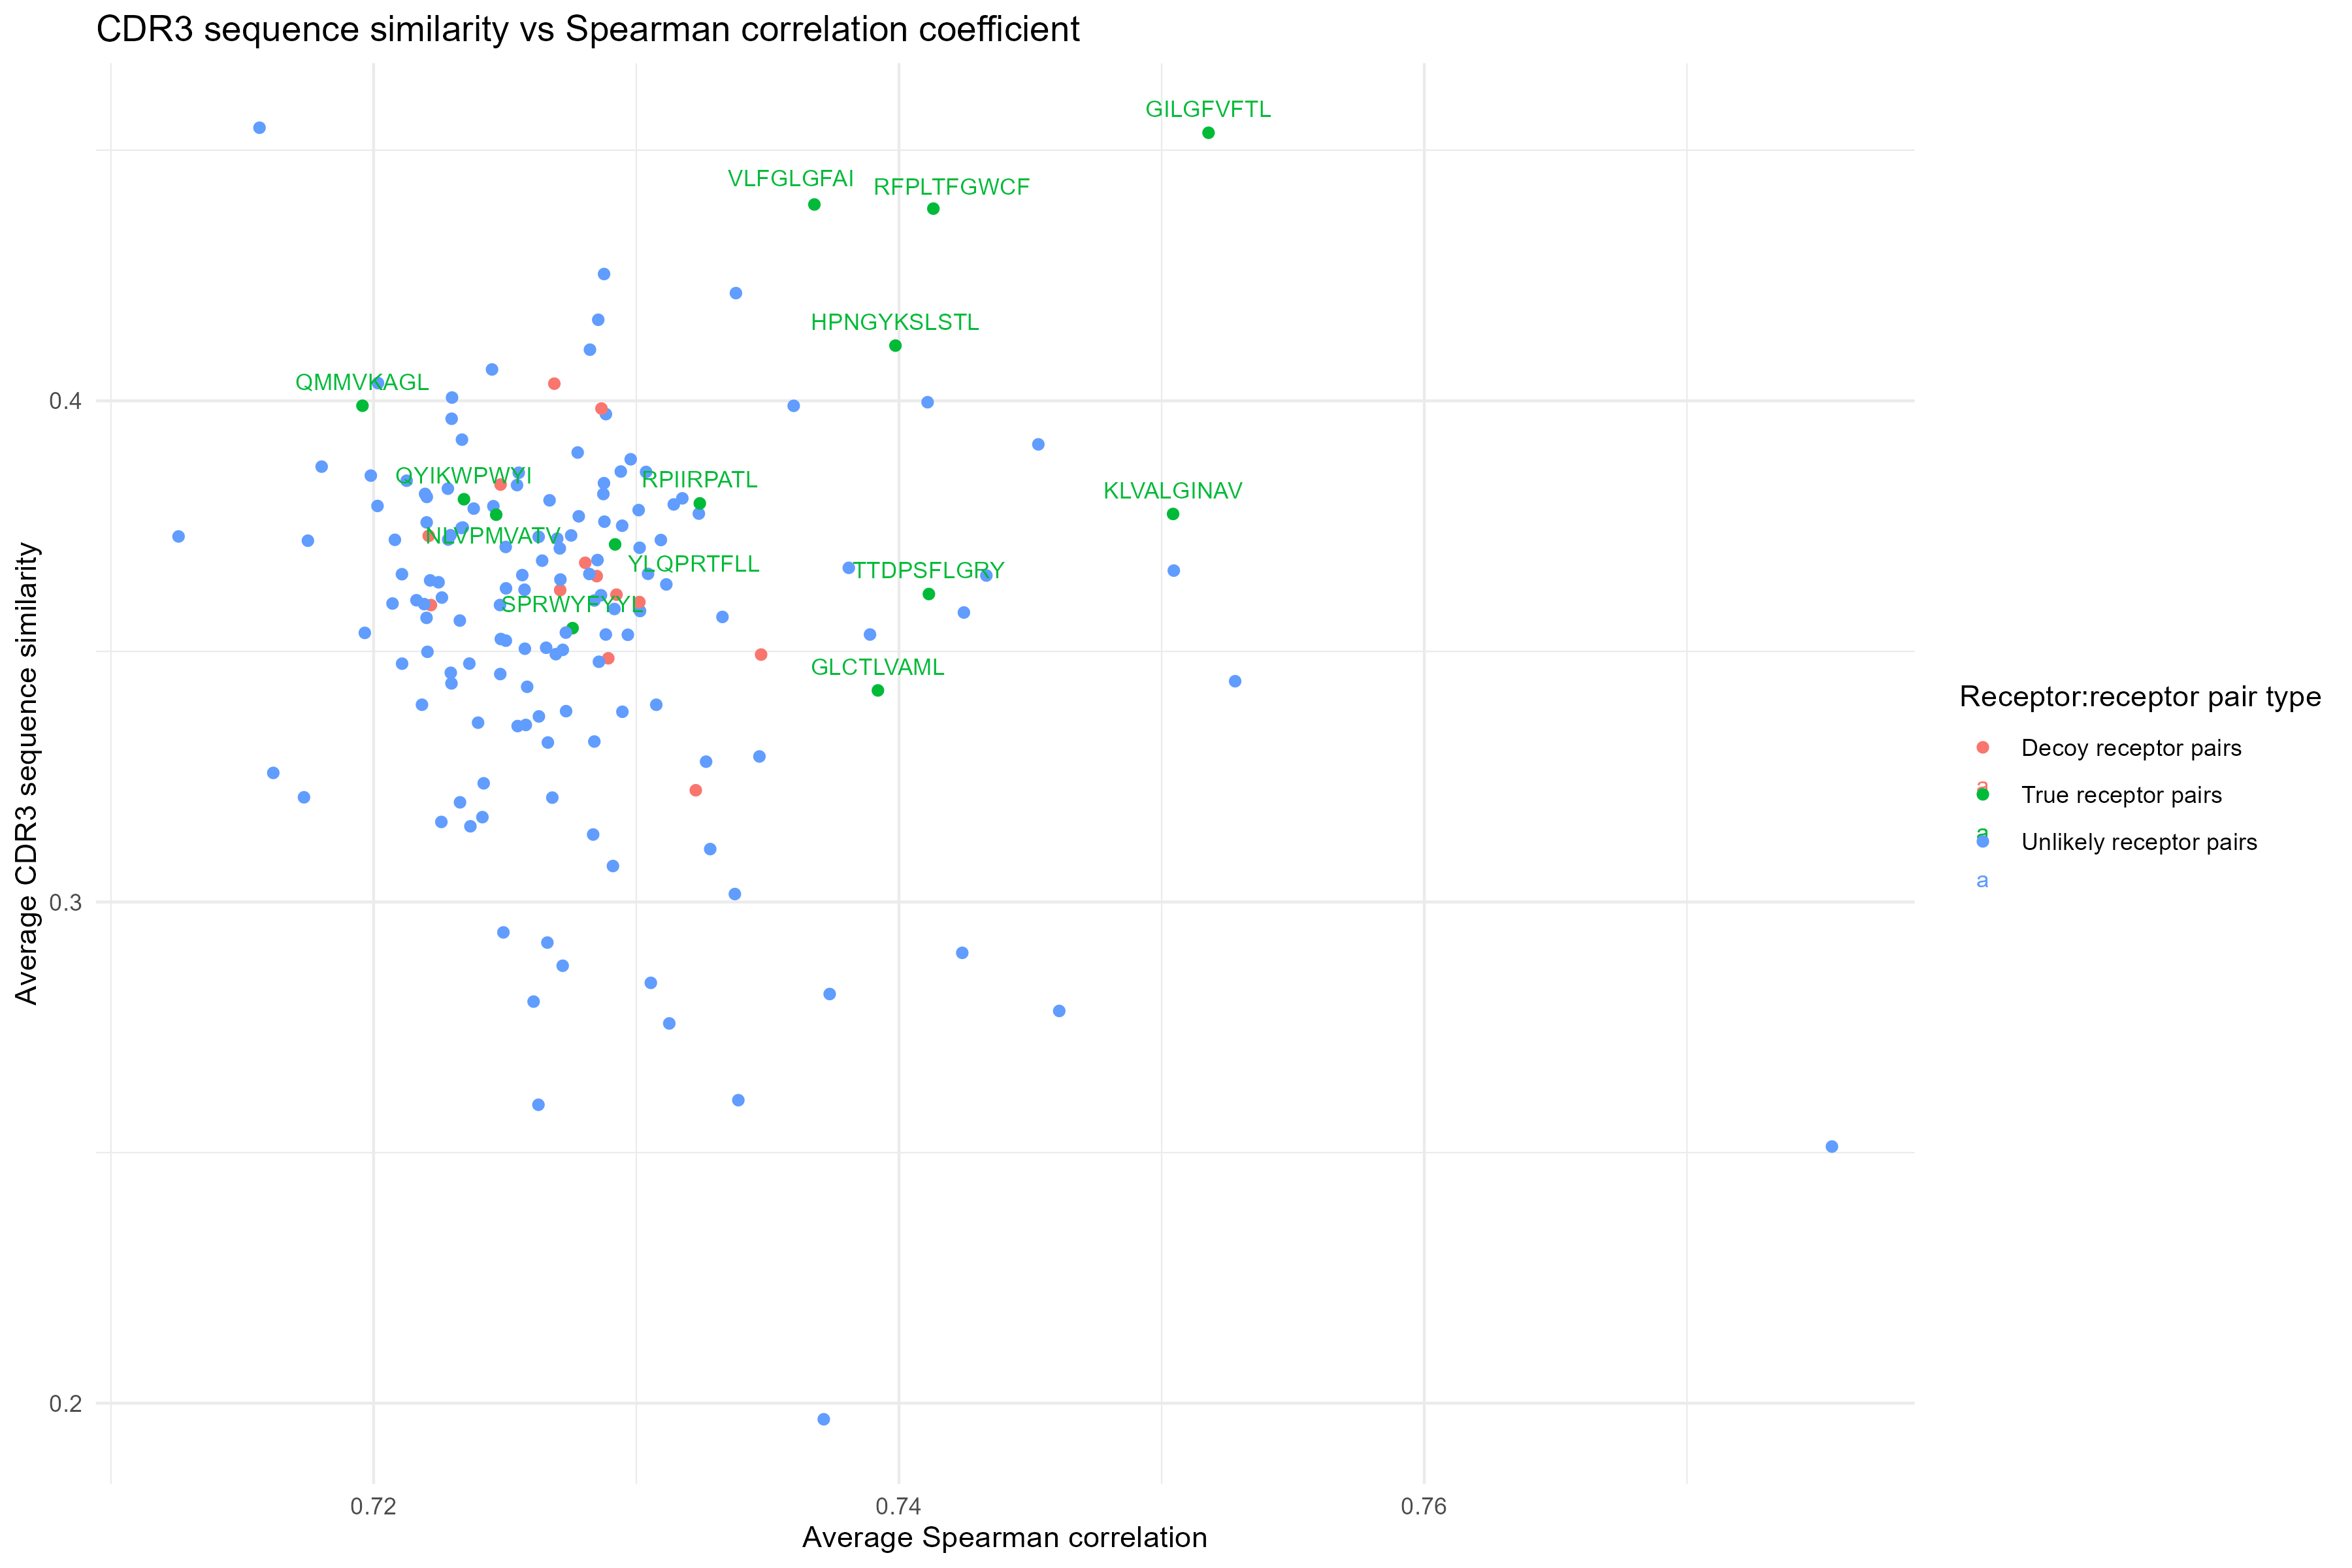 CDR3 sequence similarity vs Spearman correlation coefficient
GILGFVFTL
VLFGLGFAI
RFPLTFGWCF
HPNGYKSLSTL
QMMVKAGL
0.4
QYIKWPWYI
RPIIRPATL
KLVALGINAV
NLVPMVATV
YLQPRTFLL
TTDPSFLGRY
SPRWYFYYL
GLCTLVAML
Average CDR3 sequence similarity
Receptor:receptor pair type
Decoy receptor pairs
a
True receptor pairs
a
Unlikely receptor pairs
a
0.3
0.2
0.72
0.74
0.76
Average Spearman correlation